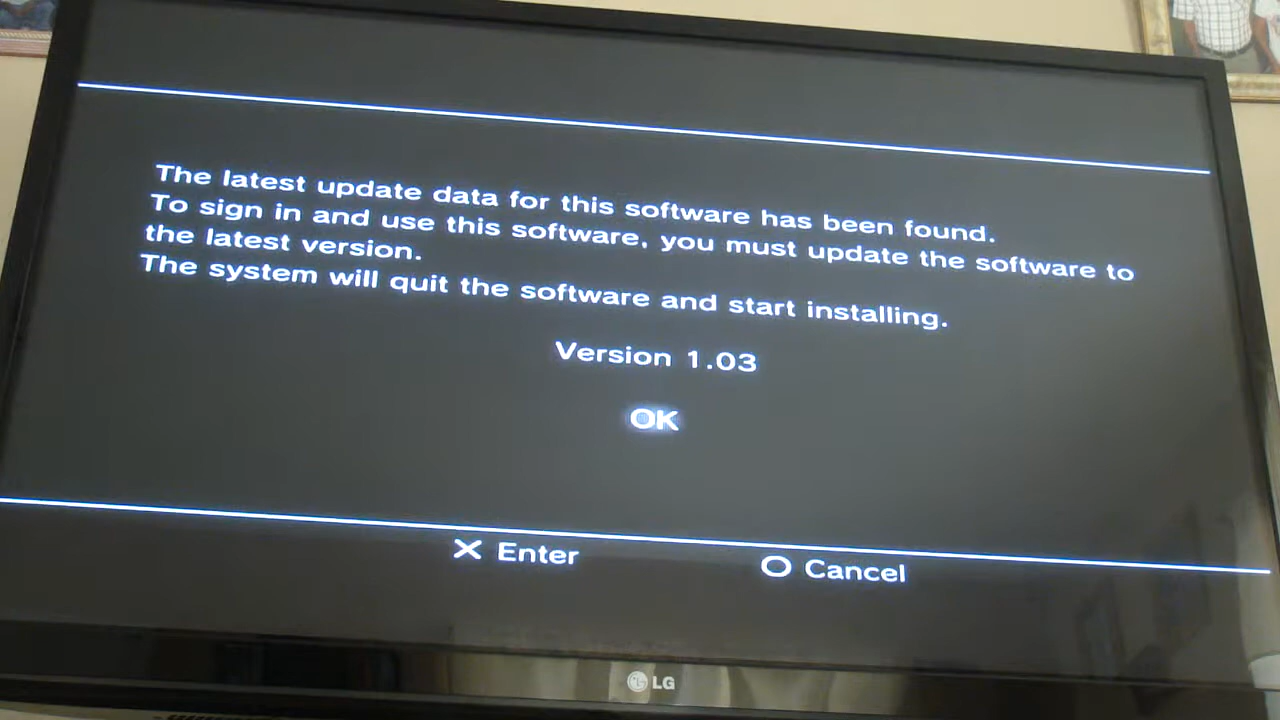 The latest update data for this software has been found.
To sign in and use this software, you must update the software to
the latest version.
The system will quit the software and start installing.
Version 1.03
OK
Enter
Cancel
LG